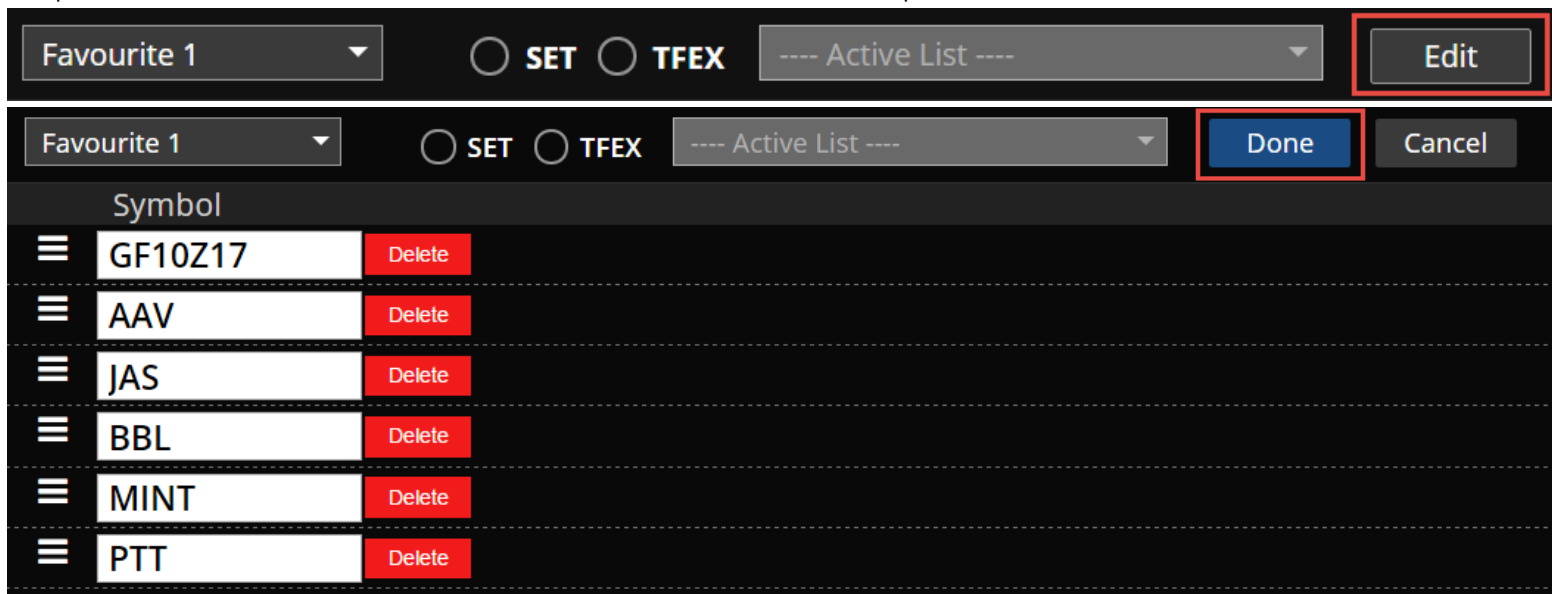 Favourite 1 SET TFEX ---- Active List ---- Edit
Favourite 1 SET TFEX ---- Active List ---- Done Cancel
Symbol
GF10Z17 Delete
AAV Delete
JAS Delete
BBL Delete
MINT Delete
PTT Delete